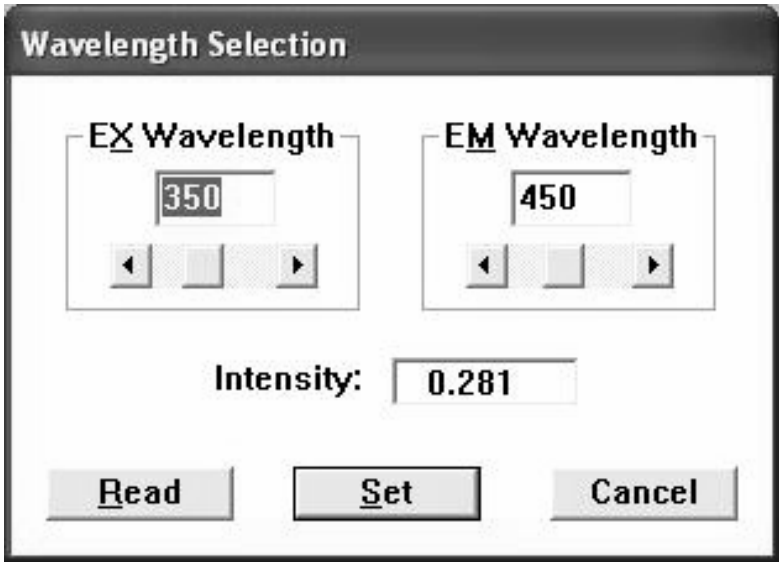 Wavelength Selection
EX Wavelength EM Wavelength
350 450
Intensity: 0.281
Read Set Cancel